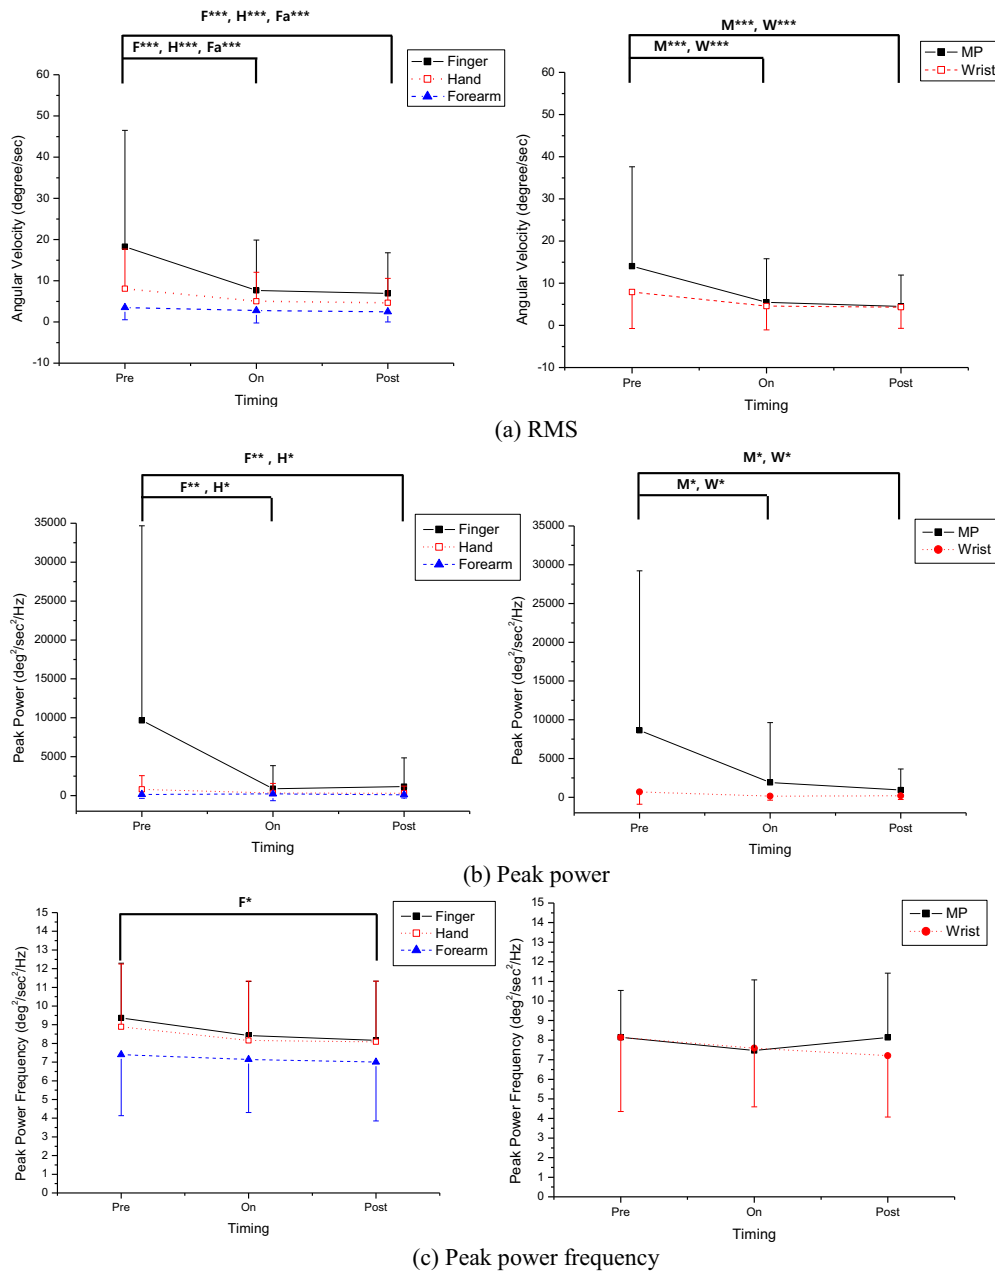 F***, H***, Fa***
F***, H***, Fa***
Finger
Hand
Forearm
60
50
40
30
20
10
0
-10
Angular Velocity (degree/sec)
Pre
On
Post
Timing
M***, W***
M***, W***
MP
Wrist
60
50
40
30
20
10
0
-10
Angular Velocity (degree/sec)
Pre
On
Post
Timing
(a) RMS
F** , H*
F** , H*
Finger
Hand
Forearm
35000
30000
25000
20000
15000
10000
5000
0
Peak Power (deg²/sec²/Hz)
Pre
On
Post
Timing
M*, W*
M*, W*
MP
Wrist
35000
30000
25000
20000
15000
10000
5000
0
Peak Power (deg²/sec²/Hz)
Pre
On
Post
Timing
(b) Peak power
F*
Finger
Hand
Forearm
15
14
13
12
11
10
9
8
7
6
5
4
3
2
1
0
Peak Power Frequency (deg²/sec²/Hz)
Pre
On
Post
Timing
MP
Wrist
15
14
13
12
11
10
9
8
7
6
5
4
3
2
1
0
Peak Power Frequency (deg²/sec²/Hz)
Pre
On
Post
Timing
(c) Peak power frequency